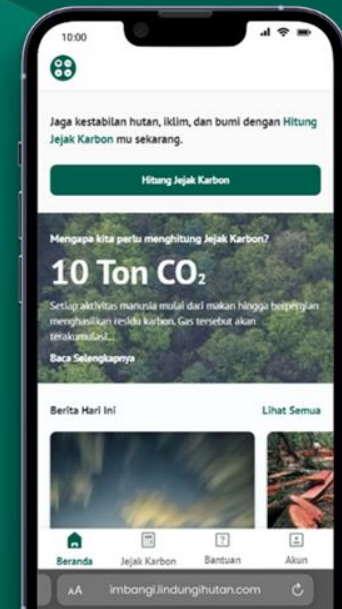 10:00
Jaga kestabilan hutan, iklim, dan bumi dengan Hitung
Jejak Karbon mu sekarang.
Hitung Jejak Karbon
Mengapa kita perlu menghitung Jejak Karbon?
10 Ton CO₂
Setiap aktivitas manusia mulai dari makan hingga berpergian
menghasilkan residu karbon. Gas tersebut akan
terakumulasi...
Baca Selengkapnya
Berita Hari Ini Lihat Semua
Beranda Jejak Karbon Bantuan Akun
AA imbangi.lindungihutan.com